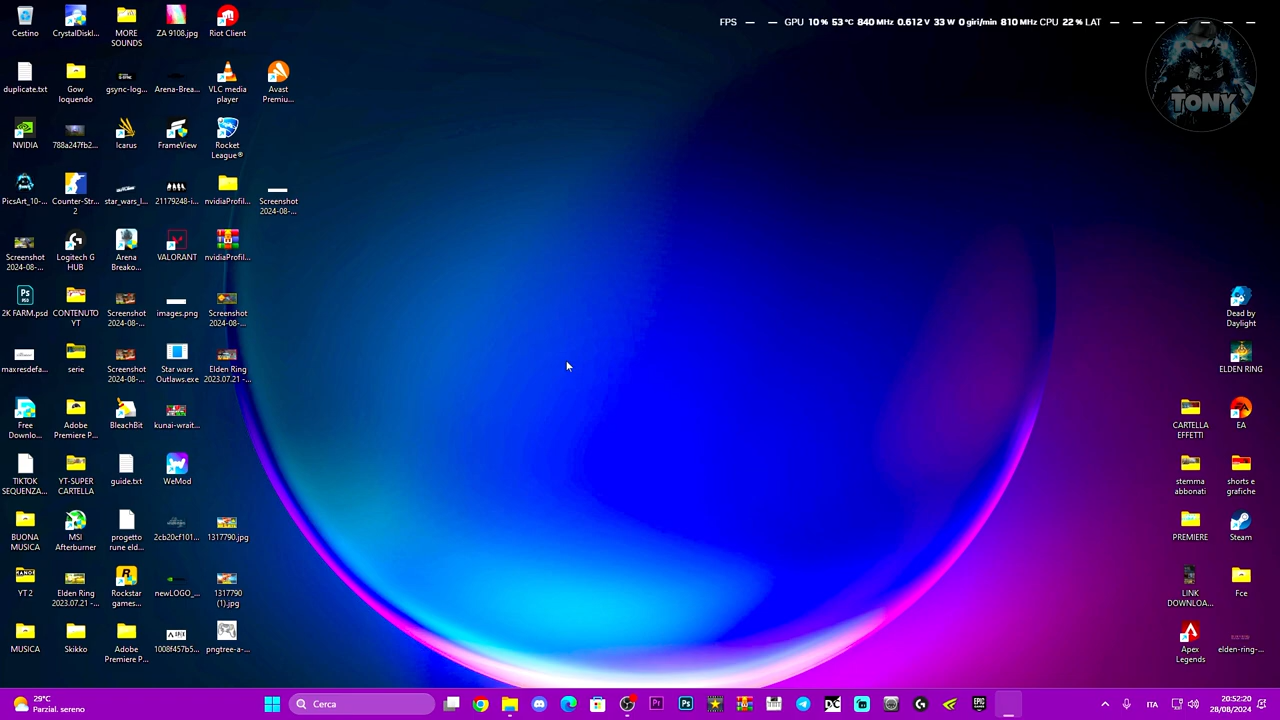 FPS — — GPU 10 % 53 °C 840 MHz 0.612 V 33 W 0 giri/min 810 MHz CPU 22 % LAT — — — — — — — —
TONY
Cestino
CrystalDiskI...
MORE
SOUNDS
ZA 9108.jpg
Riot Client
duplicate.txt
Gow
loquendo
gsync-log...
Arena-Brea...
VLC media
player
Avast
Premiu...
NVIDIA
788a247fb2...
Icarus
FrameView
Rocket
League®
PicsArt_10-...
Counter-Str...
2
star_wars_l...
21179248-i...
nvidiaProfil...
Screenshot
2024-08-...
Screenshot
2024-08-...
Logitech G
HUB
Arena
Breako...
VALORANT
nvidiaProfil...
2K FARM.psd
CONTENUTO
YT
Screenshot
2024-08-...
images.png
Screenshot
2024-08-...
maxresdefa...
serie
Screenshot
2024-08-...
Star wars
Outlaws.exe
Elden Ring
2023.07.21 -...
Free
Downlo...
Adobe
Premiere P...
BleachBit
kunai-wrait...
TIKTOK
SEQUENZA...
YT-SUPER
CARTELLA
guide.txt
WeMod
BUONA
MUSICA
MSI
Afterburner
progetto
rune eld...
2cb20cf101...
1317790.jpg
YT 2
Elden Ring
2023.07.21 -...
Rockstar
games...
newLOGO_...
1317790
(1).jpg
MUSICA
Skikko
Adobe
Premiere P...
1008f457b5...
pngtree-a-...
Dead by
Daylight
ELDEN RING
CARTELLA
EFFETTI
EA
stemma
abbonati
shorts e
grafiche
PREMIERE
Steam
LINK
DOWNLOA...
Fce
Apex
Legends
elden-ring-...
29°C
Parzial. sereno
Cerca
ITA
20:52:20
28/08/2024